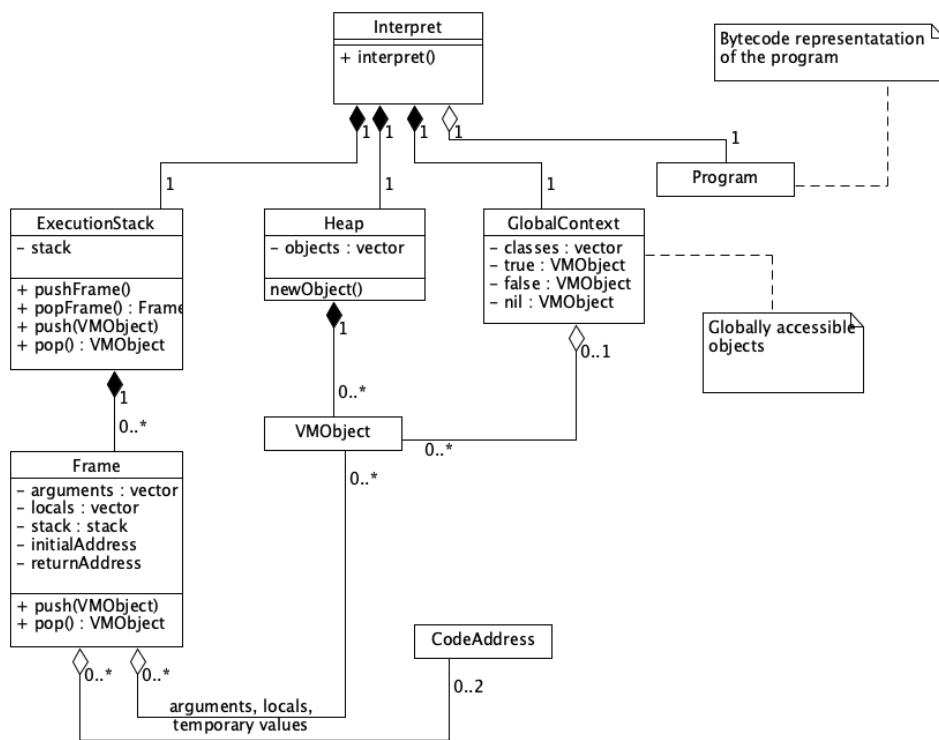 Interpret
+ interpret()
Bytecode representatation
of the program
1
1
1
1
1
Program
1
1
1
ExecutionStack
- stack
+ pushFrame()
+ popFrame() : Frame
+ push(VMObject)
+ pop() : VMObject
Heap
- objects : vector
newObject()
GlobalContext
- classes : vector
- true : VMObject
- false : VMObject
- nil : VMObject
Globally accessible
objects
1
0..*
1
0..*
0..1
VMObject
0..*
0..*
Frame
- arguments : vector
- locals : vector
- stack : stack
- initialAddress
- returnAddress
+ push(VMObject)
+ pop() : VMObject
CodeAddress
0..*
0..*
0..2
arguments, locals,
temporary values